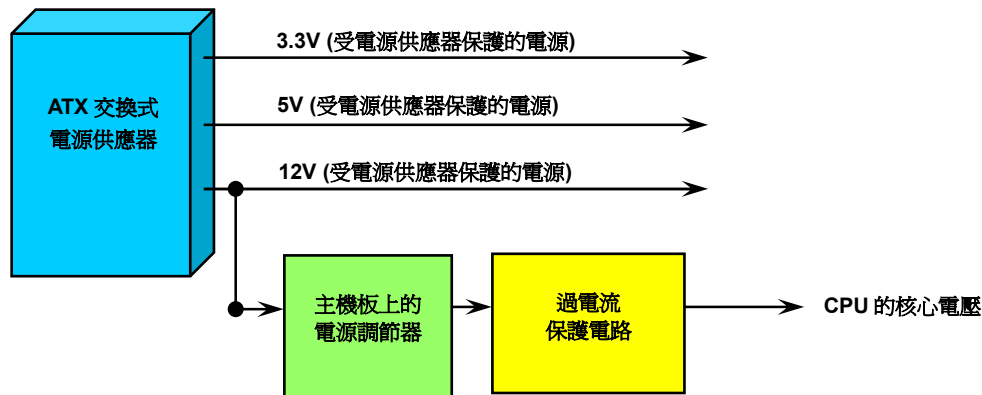 3.3V (受電源供應器保護的電源)
ATX 交換式
電源供應器
5V (受電源供應器保護的電源)
12V (受電源供應器保護的電源)
主機板上的
電源調節器
過電流
保護電路
CPU 的核心電壓